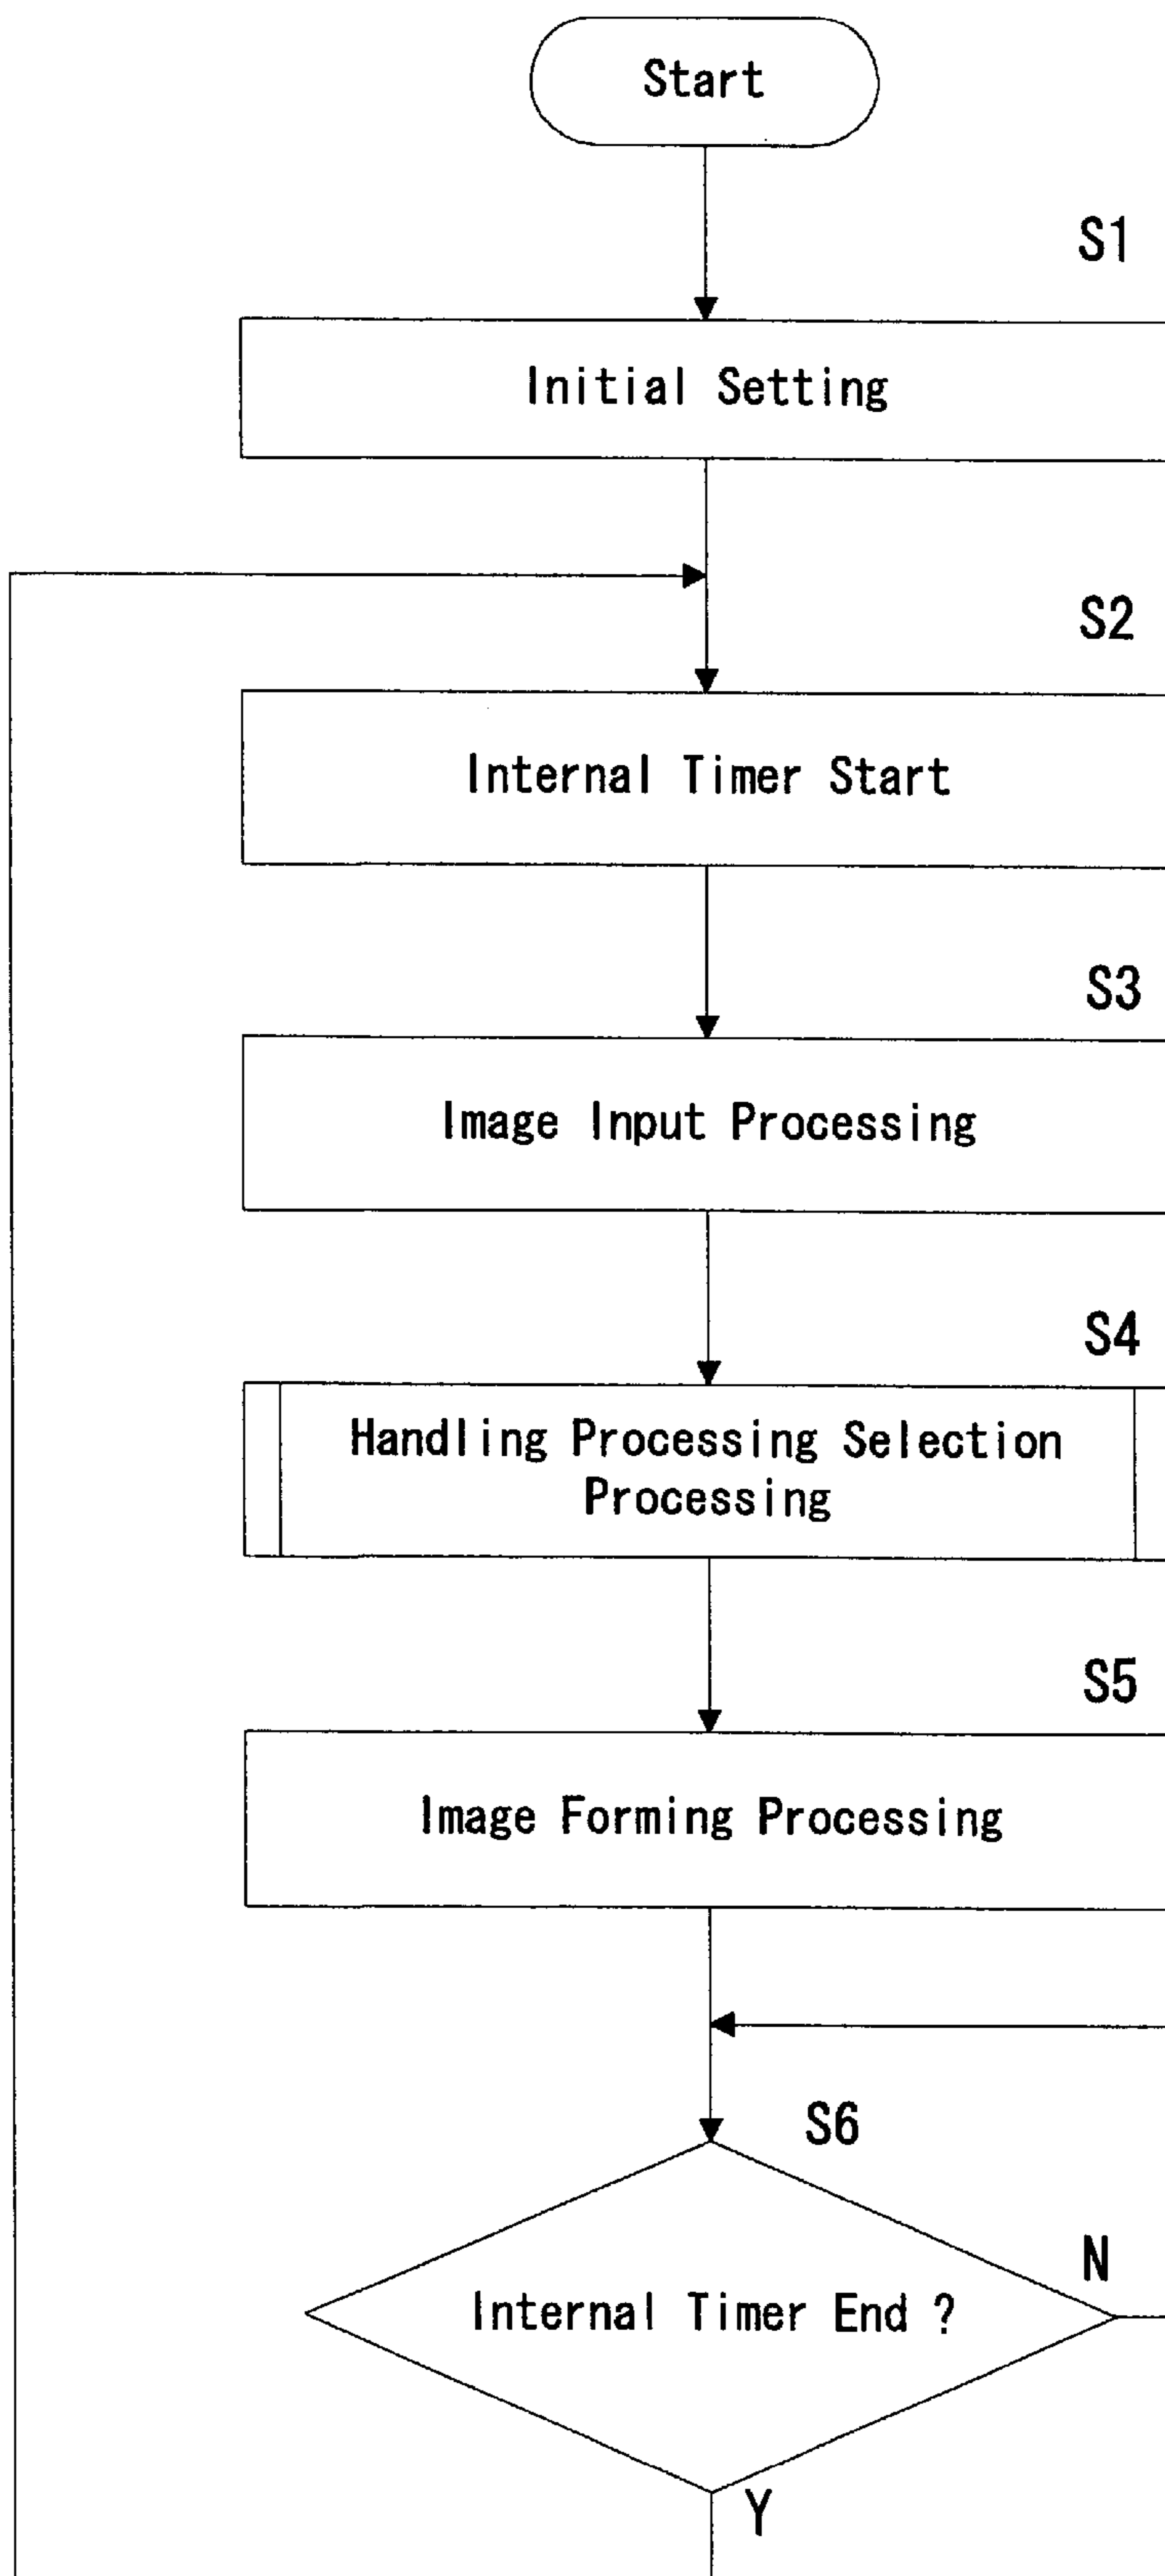 Start
S1
Initial Setting
S2
Internal Timer Start
S3
Image Input Processing
S4
Handling Processing Selection
Processing
S5
Image Forming Processing
S6
N
Internal Timer End ?
Y